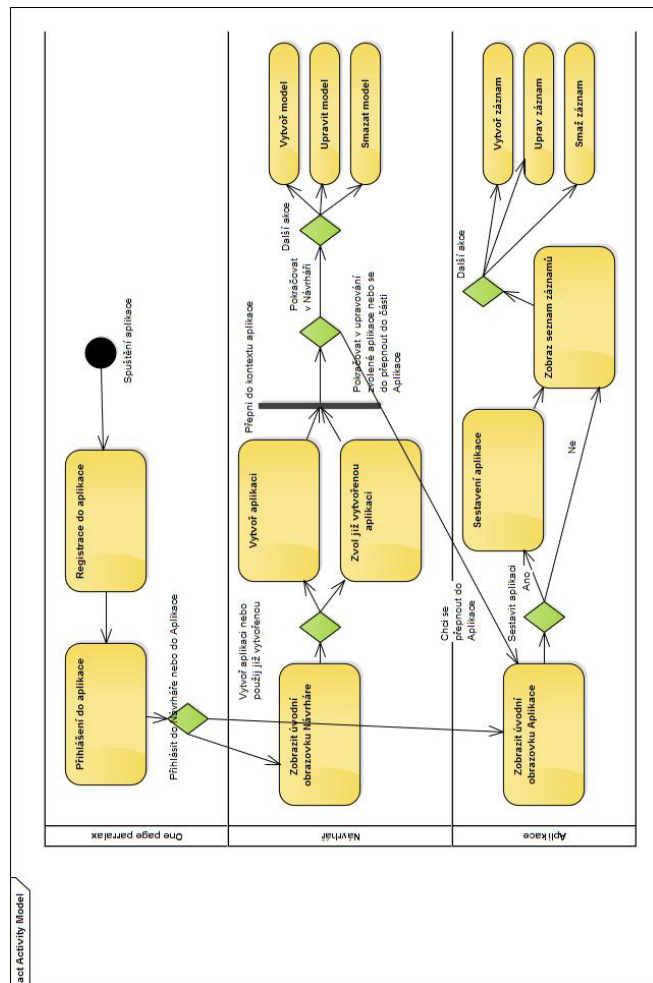 act Activity Model
One page parralax
Spuštění aplikace
Registrace do aplikace
Přihlášení do aplikace
Přihlásit do Návrháře nebo do Aplikace
Návrhář
Zobrazit úvodní
obrazovku Návrháre
Vytvoř aplikaci nebo
použij již vytvořenou
Vytvoř aplikaci
Zvol již vytvořenou
aplikaci
Přepni do kontextu aplikace
Pokračovat v upravování
zvolené aplikace nebo se
do přepnout do části
Aplikace
Pokračovat
v Návrháři
Další akce
Vytvoř model
Upravit model
Smazat model
Chci se
přepnout do
Aplikace
Aplikace
Zobrazit úvodní
obrazovku Aplikace
Sestavit aplikaci
Ano
Ne
Sestavení aplikace
Zobraz seznam záznamů
Další akce
Vytvoř záznam
Uprav záznam
Smaž záznam